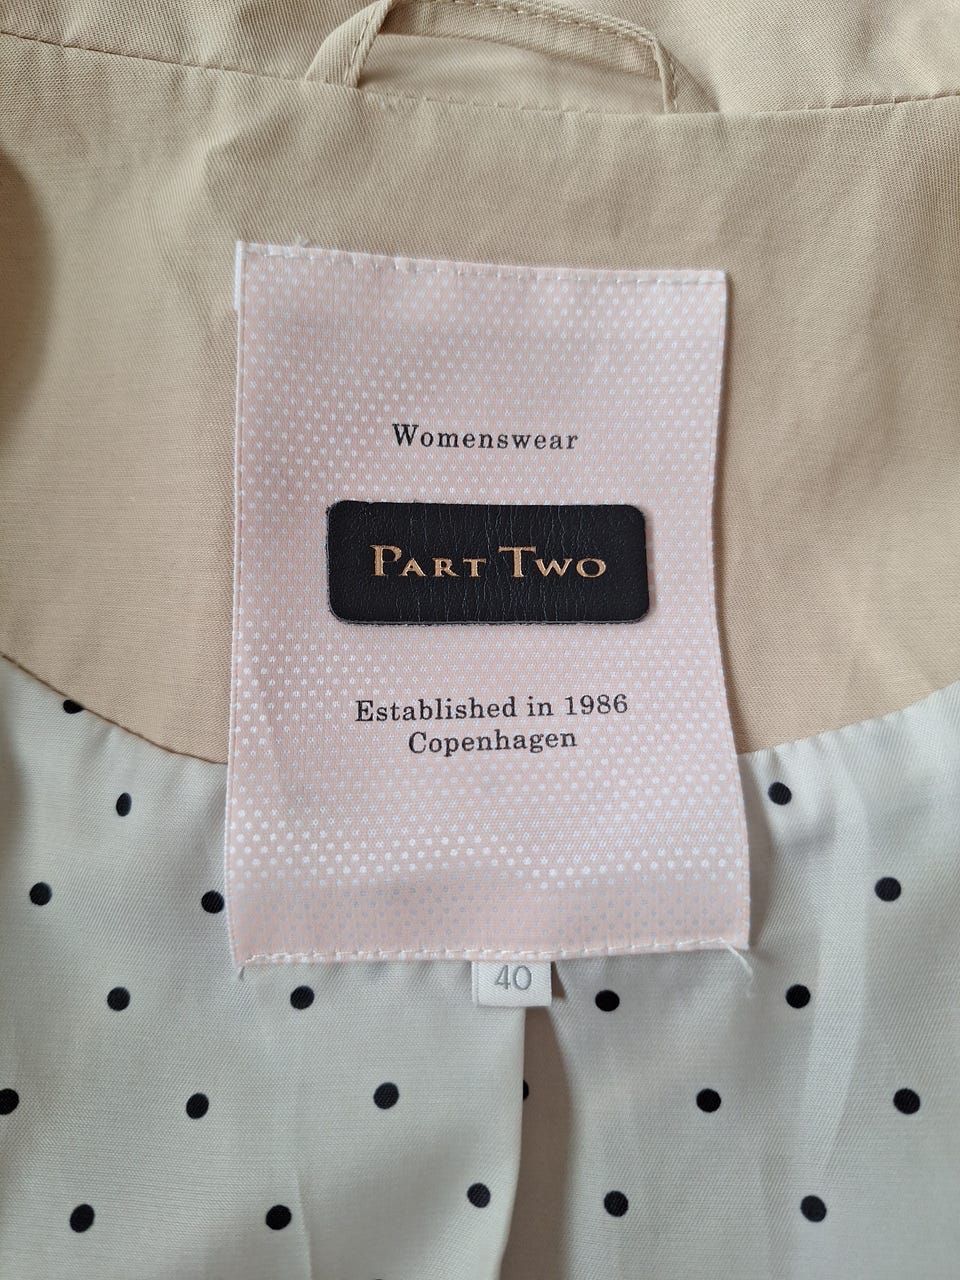 Womenswear
PART TWO
Established in 1986
Copenhagen
40